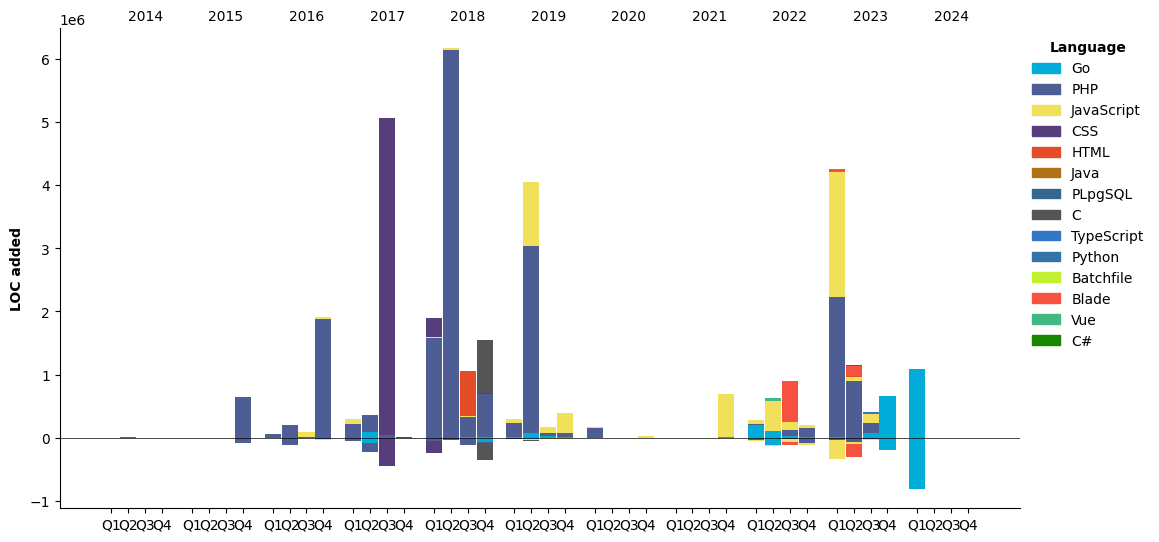 1e6
2014 2015 2016 2017 2018 2019 2020 2021 2022 2023 2024
6
5
4
3
2
1
0
−1
LOC added
Q1Q2Q3Q4 Q1Q2Q3Q4 Q1Q2Q3Q4 Q1Q2Q3Q4 Q1Q2Q3Q4 Q1Q2Q3Q4 Q1Q2Q3Q4 Q1Q2Q3Q4 Q1Q2Q3Q4 Q1Q2Q3Q4 Q1Q2Q3Q4
Language
Go
PHP
JavaScript
CSS
HTML
Java
PLpgSQL
C
TypeScript
Python
Batchfile
Blade
Vue
C#